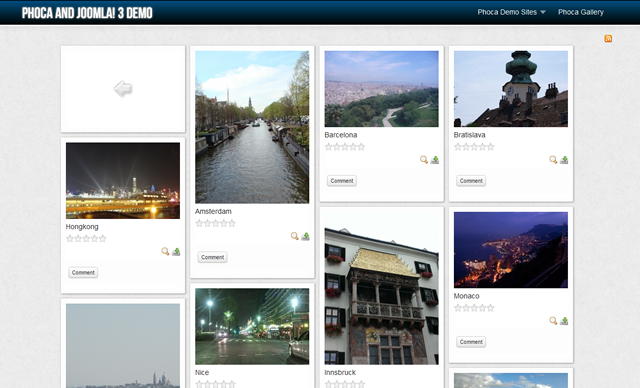 PHOCA AND JOOMLA! 3 DEMO
Phoca Demo Sites
Phoca Gallery
Hongkong
Comment
Amsterdam
Comment
Nice
Barcelona
Comment
Innsbruck
Bratislava
Comment
Monaco
Comment